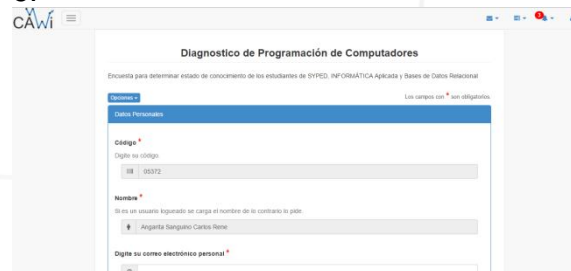 CAWi
Diagnostico de Programación de Computadores
Encuesta para determinar estado de conocimiento de los estudiantes de SYPED, INFORMÁTICA Aplicada y Bases de Datos Relacional
Opciones
Los campos con * son obligatorios.
Datos Personales
Código *
Digite su código
05372
Nombre *
Si es un usuario logueado se carga el nombre de lo contrario lo pide.
Angarita Sanguino Carlos Rene
Digite su correo electrónico personal *